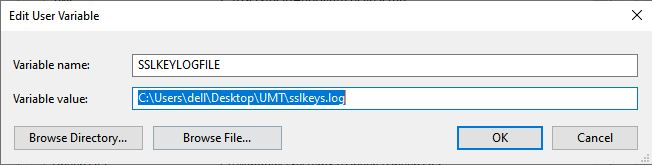 Edit User Variable
Variable name:
SSLKEYLOGFILE
Variable value:
C:\Users\dell\Desktop\UMT\sslkeys.log
Browse Directory...
Browse File...
OK
Cancel